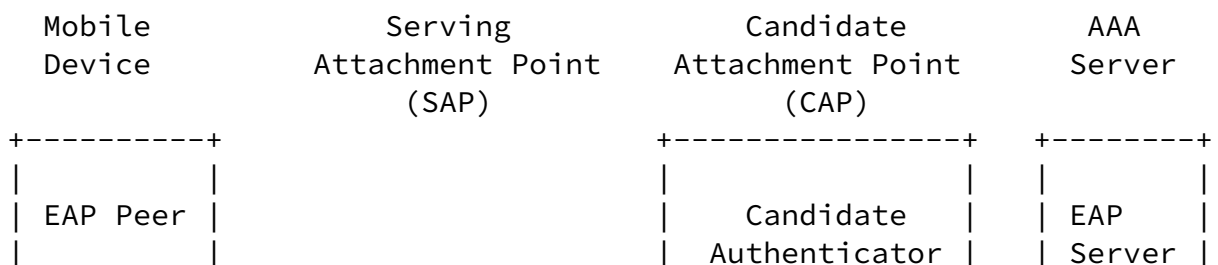 Mobile              Serving             Candidate          AAA
  Device         Attachment Point    Attachment Point      Server
                       (SAP)               (CAP)
+----------+                         +----------------+   +--------+
|          |                         |                |   |        |
| EAP Peer |                         |    Candidate   |   | EAP    |
|          |                         |  Authenticator |   | Server |